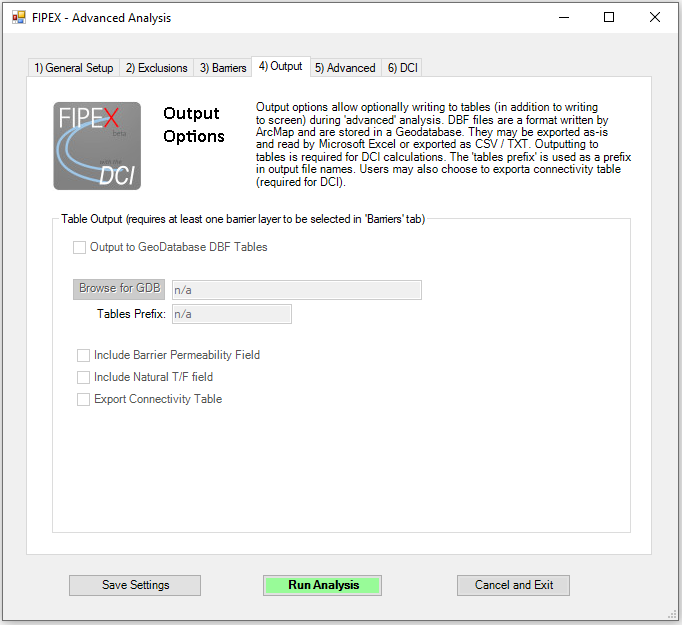 FIPEX - Advanced Analysis
1) General Setup 2) Exclusions 3) Barriers 4) Output 5) Advanced 6) DCI
FIPEX
beta
with the
DCI
Output
Options
Output options allow optionally writing to tables (in addition to writing
to screen) during 'advanced' analysis. DBF files are a format written by
ArcMap and are stored in a Geodatabase. They may be exported as-is
and read by Microsoft Excel or exported as CSV / TXT. Outputting to
tables is required for DCI calculations. The 'tables prefix' is used as a prefix
in output file names. Users may also choose to exporta connectivity table
(required for DCI).
Table Output (requires at least one barrier layer to be selected in 'Barriers' tab)
Output to GeoDatabase DBF Tables
Browse for GDB n/a
Tables Prefix: n/a
Include Barrier Permeability Field
Include Natural T/F field
Export Connectivity Table
Save Settings Run Analysis Cancel and Exit